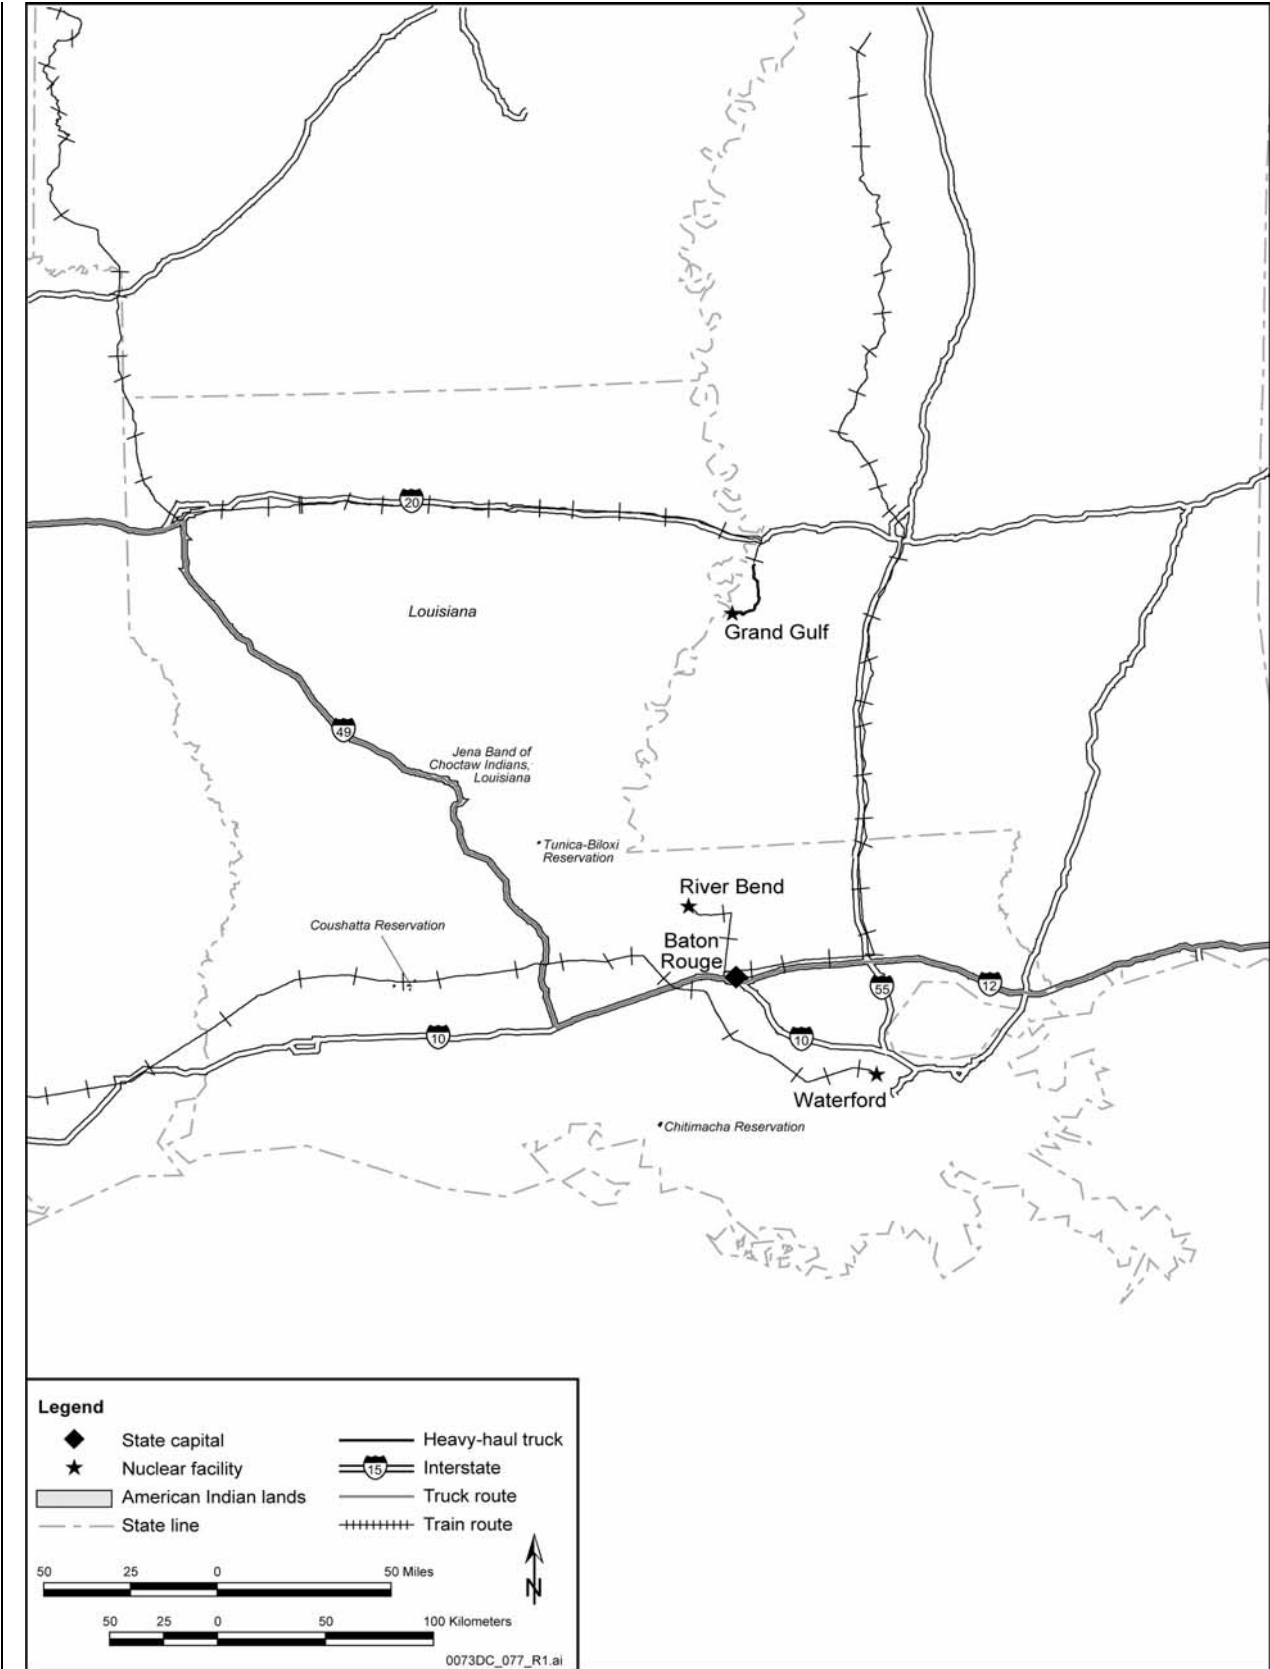 20
Louisiana
Grand Gulf
49
Jena Band of
Choctaw Indians,
Louisiana
Tunica-Biloxi
Reservation
River Bend
Coushatta Reservation
Baton
Rouge
55
12
10
10
Waterford
Chitimacha Reservation
Legend
State capital
Nuclear facility
American Indian lands
State line
Heavy-haul truck
15
Interstate
Truck route
Train route
50 25 0 50 Miles
50 25 0 50 100 Kilometers
N
0073DC_077_R1.ai